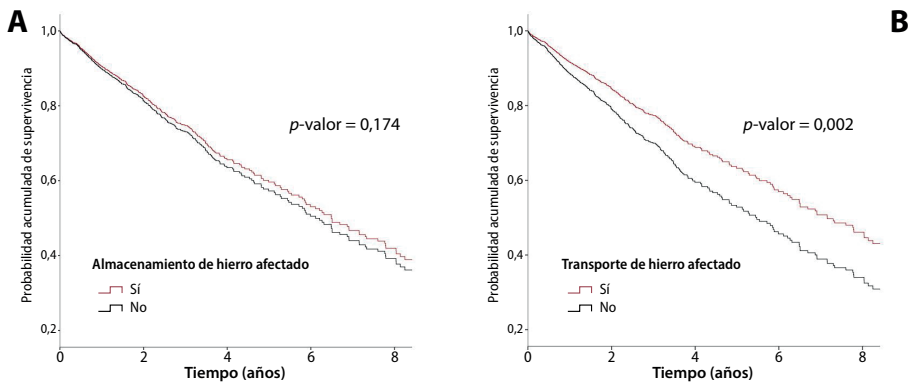 A
Probabilidad acumulada de supervivencia
1,0
0,8
0,6
0,4
0,2
p-valor = 0,174
Almacenamiento de hierro afectado
Sí
No
0 2 4 6 8
Tiempo (años)
B
Probabilidad acumulada de supervivencia
1,0
0,8
0,6
0,4
0,2
p-valor = 0,002
Transporte de hierro afectado
Sí
No
0 2 4 6 8
Tiempo (años)